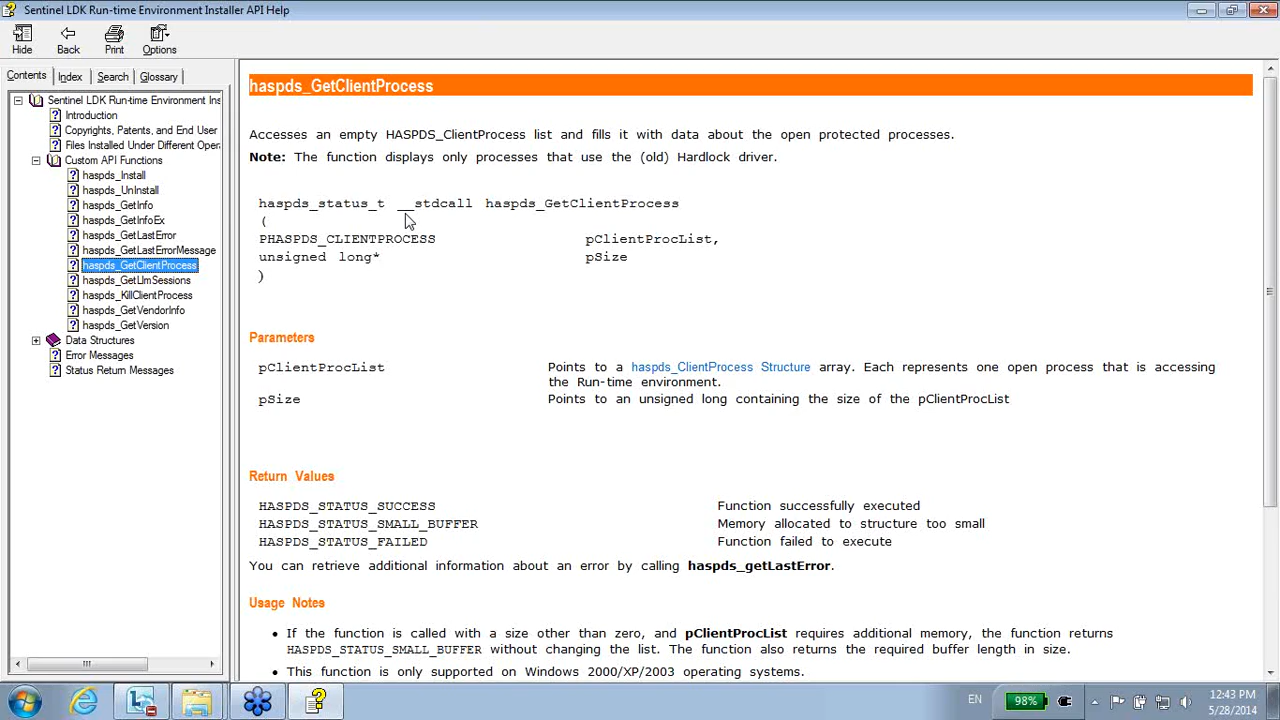 Sentinel LDK Run-time Environment Installer API Help
Hide Back Print Options
Contents Index Search Glossary
Sentinel LDK Run-time Environment Ins
Introduction
Copyrights, Patents, and End User
Files Installed Under Different Oper
Custom API Functions
haspds_Install
haspds_UnInstall
haspds_GetInfo
haspds_GetInfoEx
haspds_GetLastError
haspds_GetLastErrorMessage
haspds_GetClientProcess
haspds_GetLlmSessions
haspds_KillClientProcess
haspds_GetVendorInfo
haspds_GetVersion
Data Structures
Error Messages
Status Return Messages
haspds_GetClientProcess
Accesses an empty HASPDS_ClientProcess list and fills it with data about the open protected processes.
Note: The function displays only processes that use the (old) Hardlock driver.
haspds_status_t __stdcall haspds_GetClientProcess
(
PHASPDS_CLIENTPROCESS pClientProcList,
unsigned long* pSize
)
Parameters
pClientProcList Points to a haspds_ClientProcess Structure array. Each represents one open process that is accessing
the Run-time environment.
pSize Points to an unsigned long containing the size of the pClientProcList
Return Values
HASPDS_STATUS_SUCCESS Function successfully executed
HASPDS_STATUS_SMALL_BUFFER Memory allocated to structure too small
HASPDS_STATUS_FAILED Function failed to execute
You can retrieve additional information about an error by calling haspds_getLastError.
Usage Notes
• If the function is called with a size other than zero, and pClientProcList requires additional memory, the function returns
HASPDS_STATUS_SMALL_BUFFER without changing the list. The function also returns the required buffer length in size.
• This function is only supported on Windows 2000/XP/2003 operating systems.
EN 98% 12:43 PM
5/28/2014